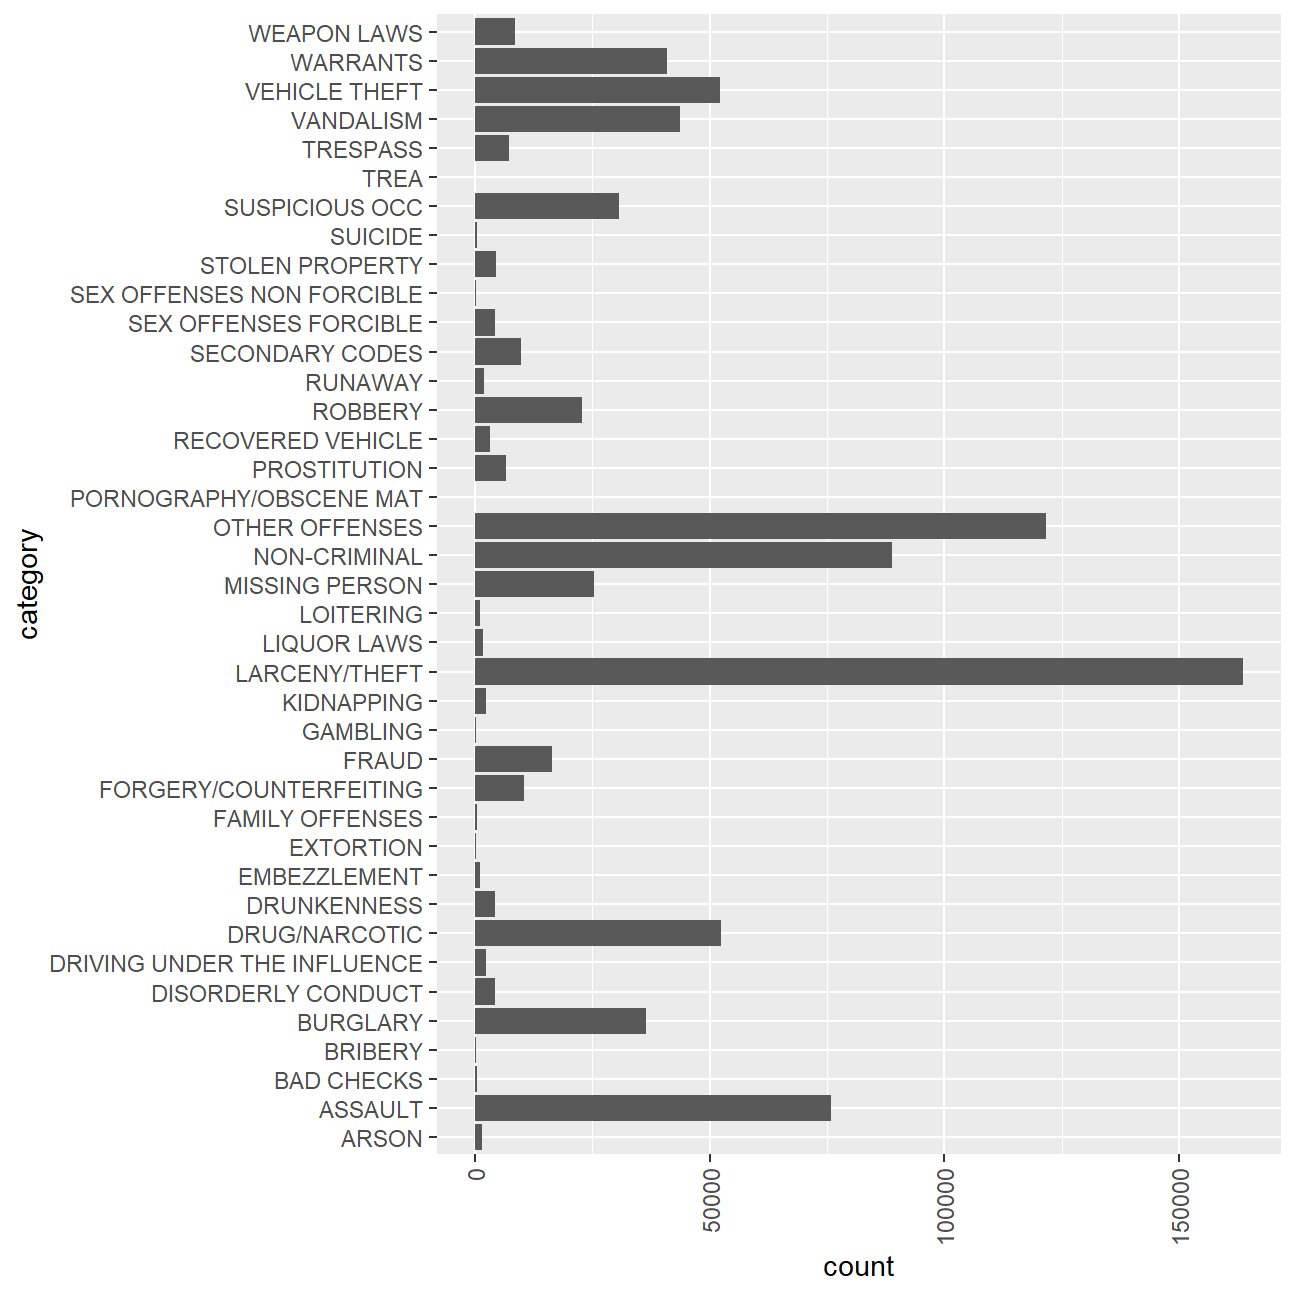 WEAPON LAWS
WARRANTS
VEHICLE THEFT
VANDALISM
TRESPASS
TREA
SUSPICIOUS OCC
SUICIDE
STOLEN PROPERTY
SEX OFFENSES NON FORCIBLE
SEX OFFENSES FORCIBLE
SECONDARY CODES
RUNAWAY
ROBBERY
RECOVERED VEHICLE
PROSTITUTION
PORNOGRAPHY/OBSCENE MAT
OTHER OFFENSES
NON-CRIMINAL
MISSING PERSON
LOITERING
LIQUOR LAWS
LARCENY/THEFT
KIDNAPPING
GAMBLING
FRAUD
FORGERY/COUNTERFEITING
FAMILY OFFENSES
EXTORTION
EMBEZZLEMENT
DRUNKENNESS
DRUG/NARCOTIC
DRIVING UNDER THE INFLUENCE
DISORDERLY CONDUCT
BURGLARY
BRIBERY
BAD CHECKS
ASSAULT
ARSON
category
0
50000
100000
150000
count